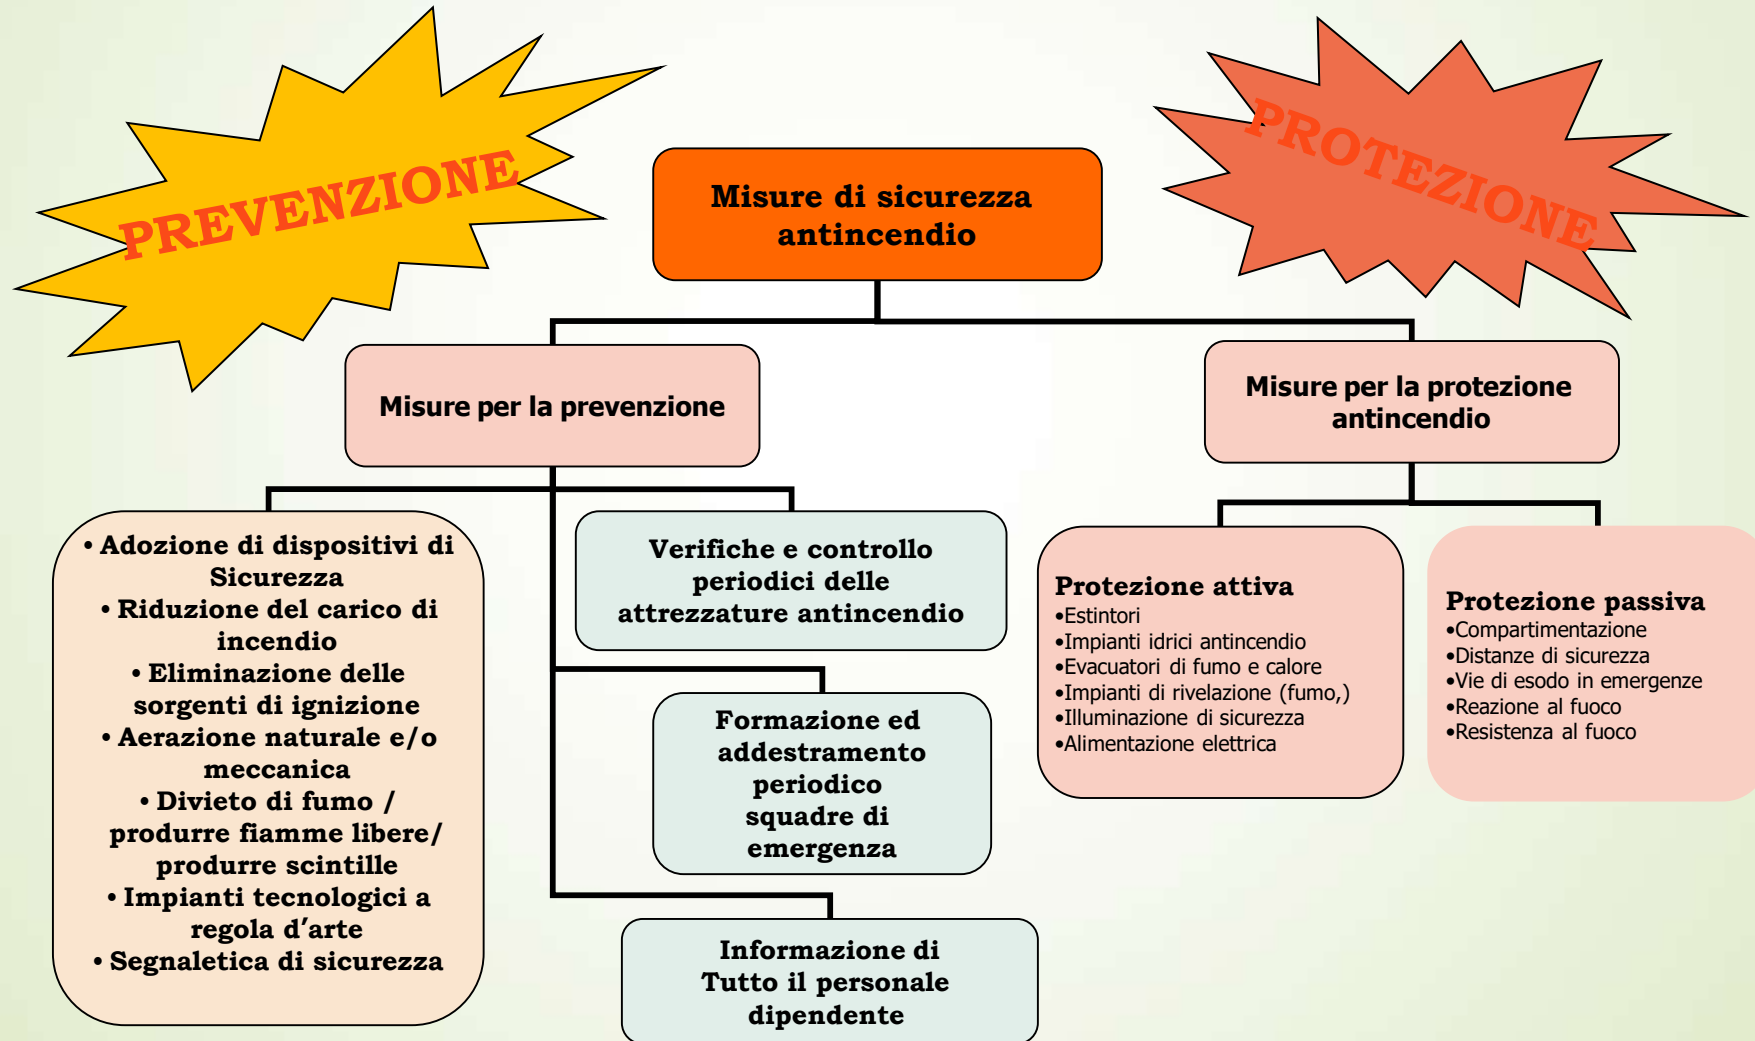 PREVENZIONE
PROTEZIONE
Misure di sicurezza
antincendio
Misure per la prevenzione
Misure per la protezione
antincendio
• Adozione di dispositivi di
Sicurezza
• Riduzione del carico di
incendio
• Eliminazione delle
sorgenti di ignizione
• Aerazione naturale e/o
meccanica
• Divieto di fumo /
produrre fiamme libere/
produrre scintille
• Impianti tecnologici a
regola d’arte
• Segnaletica di sicurezza
Verifiche e controllo
periodici delle
attrezzature antincendio
Formazione ed
addestramento
periodico
squadre di
emergenza
Informazione di
Tutto il personale
dipendente
Protezione attiva
•Estintori
•Impianti idrici antincendio
•Evacuatori di fumo e calore
•Impianti di rivelazione (fumo,)
•Illuminazione di sicurezza
•Alimentazione elettrica
Protezione passiva
•Compartimentazione
•Distanze di sicurezza
•Vie di esodo in emergenze
•Reazione al fuoco
•Resistenza al fuoco